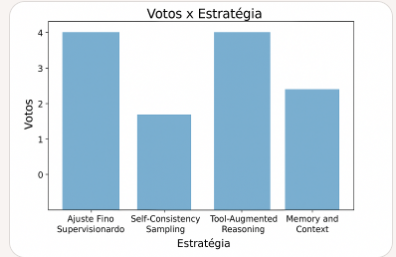 Votos x Estratégia
Votos
4
3
2
1
0
Ajuste Fino
Supervisionardo
Self-Consistency
Sampling
Tool-Augmented
Reasoning
Memory and
Context
Estratégia